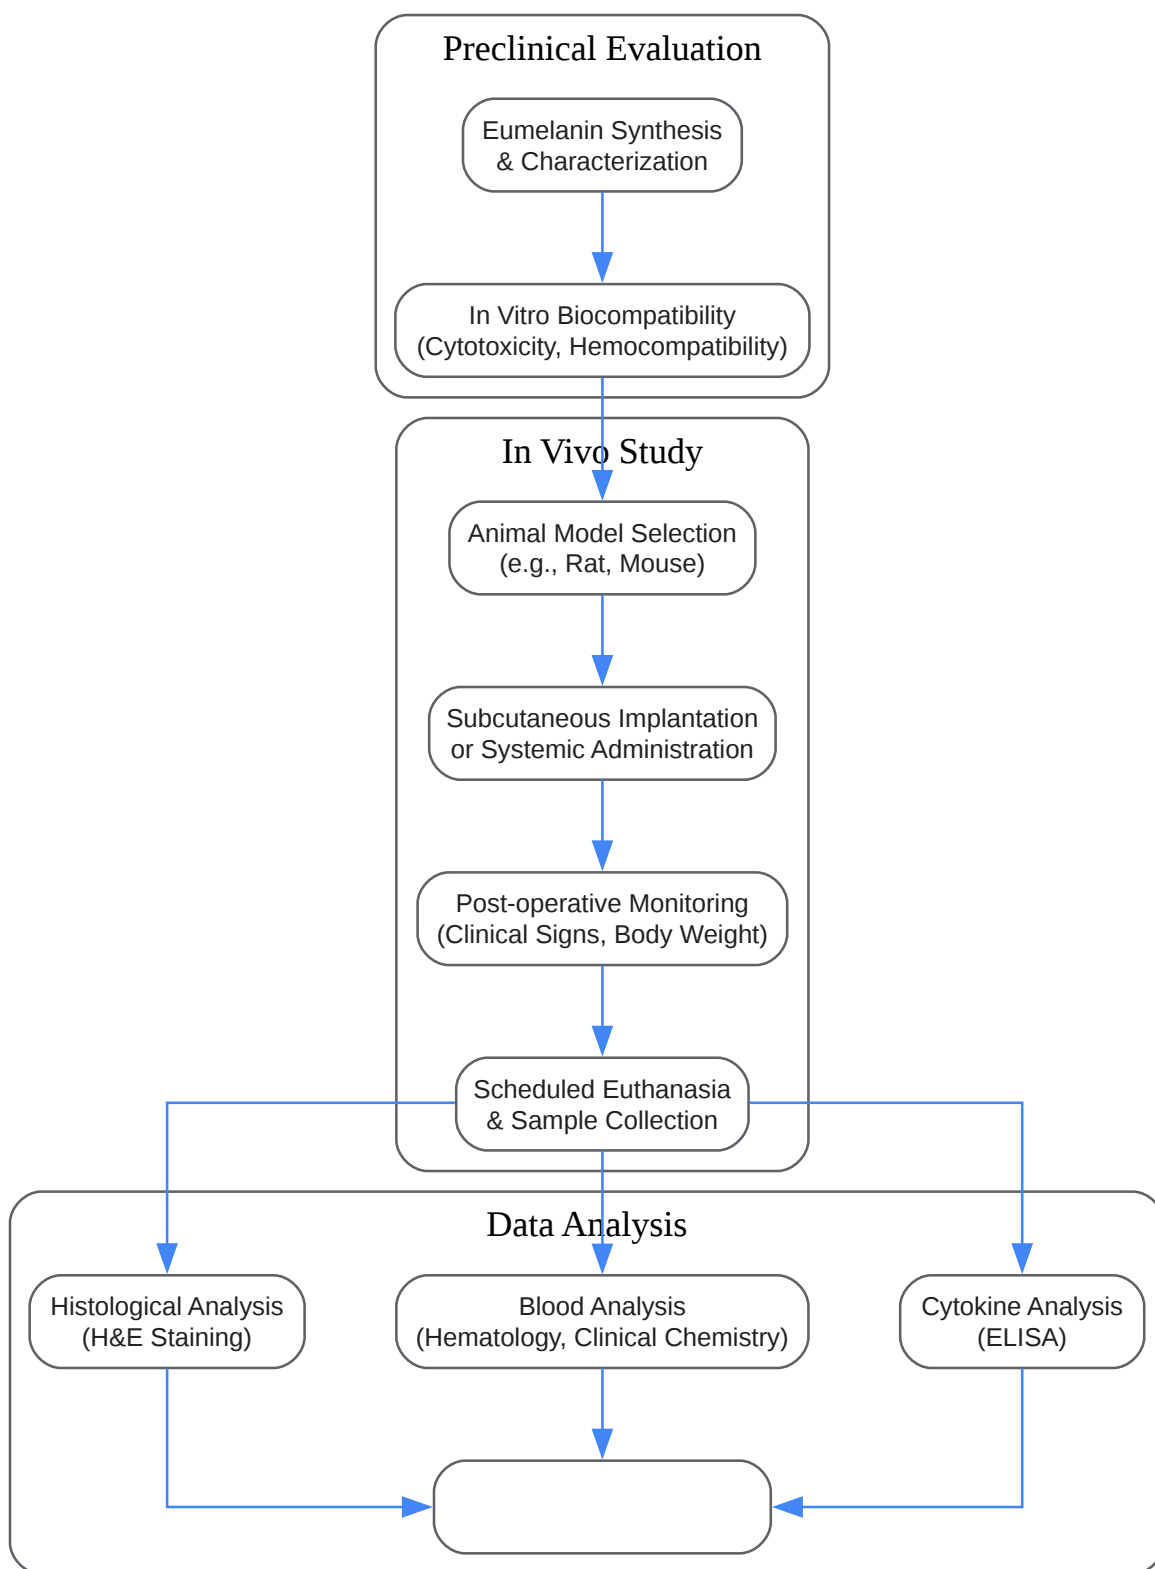 Preclinical Evaluation
Eumelanin Synthesis
& Characterization
In Vitro Biocompatibility
(Cytotoxicity, Hemocompatibility)
In Vivo Study
Animal Model Selection
(e.g., Rat, Mouse)
Subcutaneous Implantation
or Systemic Administration
Post-operative Monitoring
(Clinical Signs, Body Weight)
Scheduled Euthanasia
& Sample Collection
Data Analysis
Histological Analysis
(H&E Staining)
Blood Analysis
(Hematology, Clinical Chemistry)
Cytokine Analysis
(ELISA)